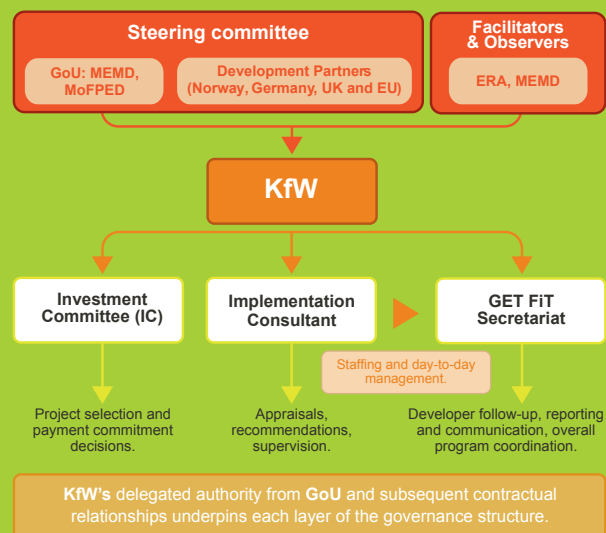 Steering committee
GoU: MEMD,
MoFPED
Development Partners
(Norway, Germany, UK and EU)
Facilitators
& Observers
ERA, MEMD
KfW
Investment
Committee (IC)
Implementation
Consultant
GET FiT
Secretariat
Staffing and day-to-day
management.
Project selection and
payment commitment
decisions.
Appraisals,
recommendations,
supervision.
Developer follow-up, reporting
and communication, overall
program coordination.
KfW's delegated authority from GoU and subsequent contractual
relationships underpins each layer of the governance structure.